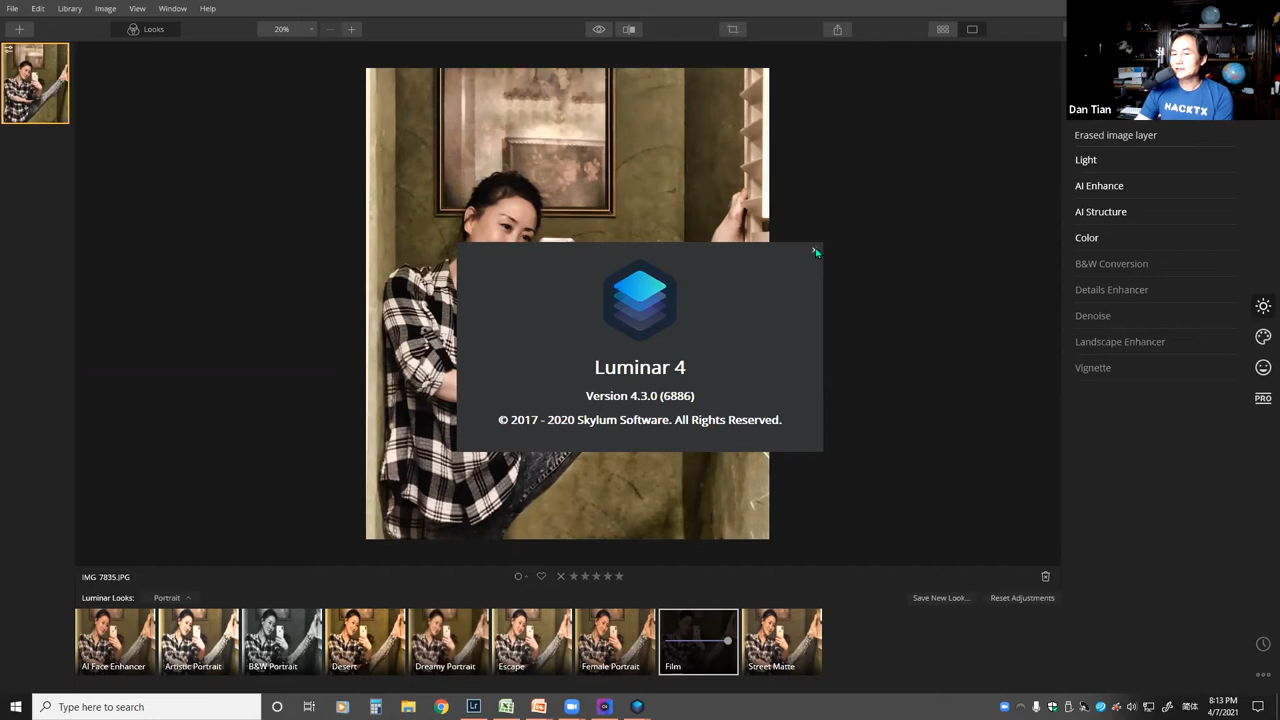 File Edit Library Image View Window Help
Looks 20%
HACKTX
Dan Tian
Erased image layer
Light
AI Enhance
AI Structure
Color
B&W Conversion
Details Enhancer
Denoise
Landscape Enhancer
Vignette
PRO
Luminar 4
Version 4.3.0 (6886)
© 2017 - 2020 Skylum Software. All Rights Reserved.
IMG_7835.JPG
Luminar Looks: Portrait Save New Look... Reset Adjustments
AI Face Enhancer Artistic Portrait B&W Portrait Desert Dreamy Portrait Escape Female Portrait Film Street Matte
Type here to search Lr 简体 8:13 PM
4/7/2021